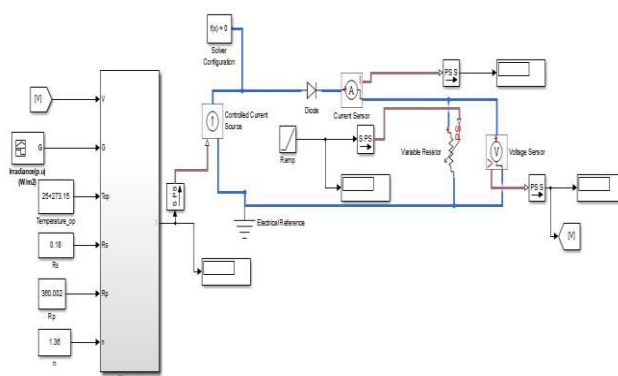 f(x) = 0
Solver
Configuration
[V]
V
Irradiance(p.u)
(W/m2)
G
25+273.15
Temperature_op
Top
0.18
Rs
Rs
360.002
Rp
Rp
1.36
n
n
I
S PS
Controlled Current
Source
Electrical Reference
Diode
A
Current Sensor
I
PS S
Ramp
S PS
Variable Resistor
PS
V
Voltage Sensor
V
PS S
[V]